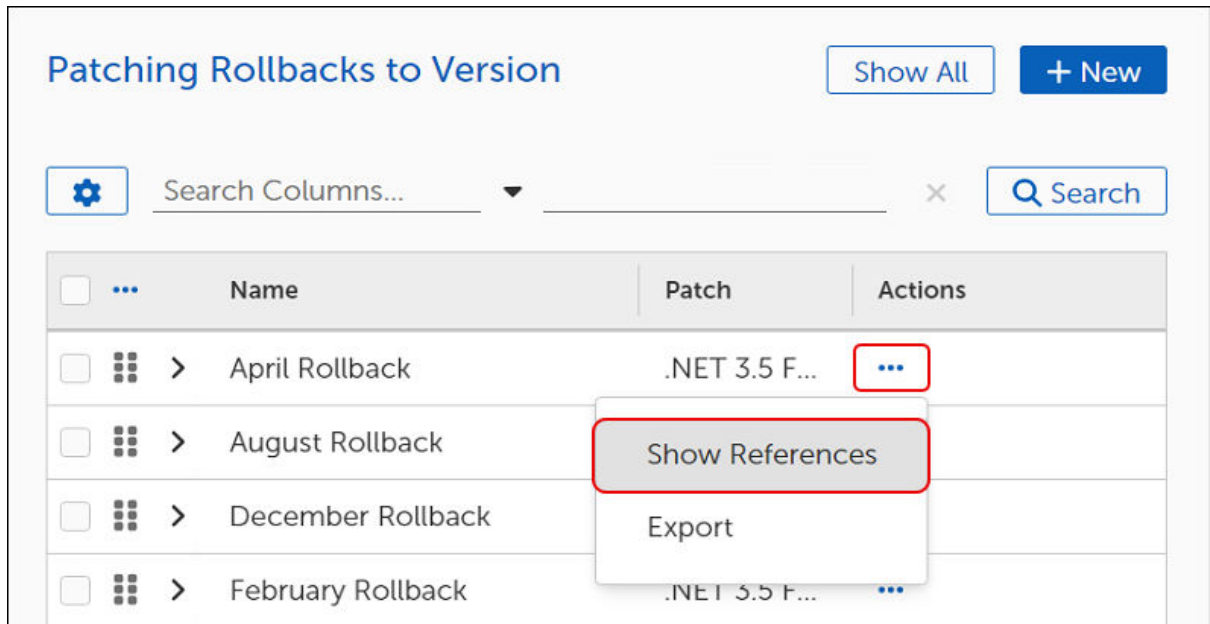 Patching Rollbacks to Version Show All + New
Search Columns... Search
Name Patch Actions
April Rollback .NET 3.5 F... •••
August Rollback
Show References
December Rollback
Export
February Rollback .NET 3.5 F... •••